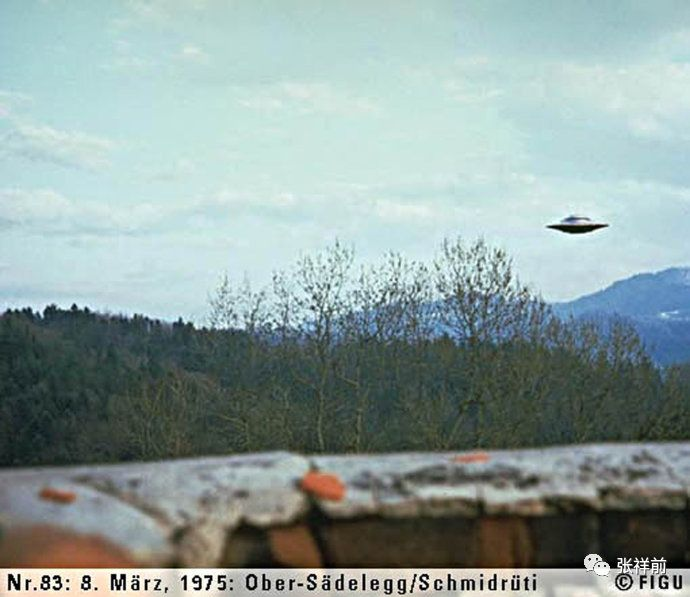 张祥前
Nr.83: 8. März, 1975: Ober-Sädelegg/Schmidrüti ©FIGU